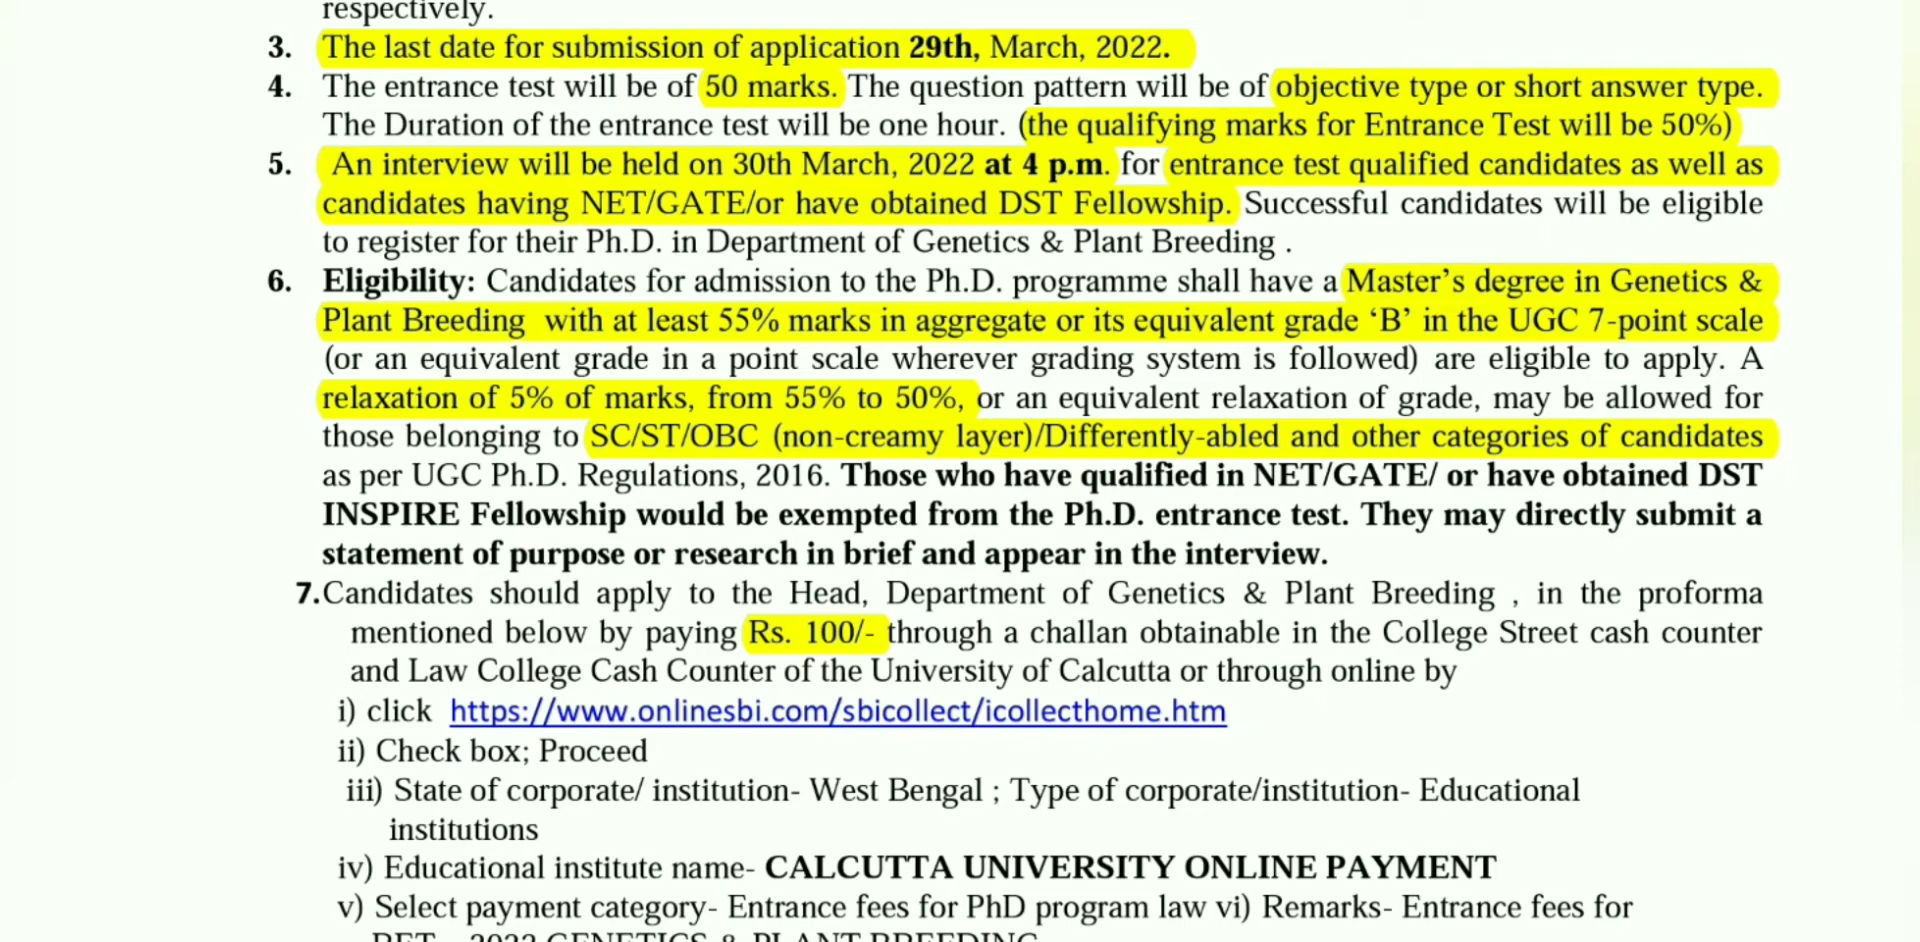 respectively.
3. The last date for submission of application 29th, March, 2022.
4. The entrance test will be of 50 marks. The question pattern will be of objective type or short answer type.
The Duration of the entrance test will be one hour. (the qualifying marks for Entrance Test will be 50%)
5. An interview will be held on 30th March, 2022 at 4 p.m. for entrance test qualified candidates as well as
candidates having NET/GATE/or have obtained DST Fellowship. Successful candidates will be eligible
to register for their Ph.D. in Department of Genetics & Plant Breeding .
6. Eligibility: Candidates for admission to the Ph.D. programme shall have a Master’s degree in Genetics &
Plant Breeding with at least 55% marks in aggregate or its equivalent grade ‘B’ in the UGC 7-point scale
(or an equivalent grade in a point scale wherever grading system is followed) are eligible to apply. A
relaxation of 5% of marks, from 55% to 50%, or an equivalent relaxation of grade, may be allowed for
those belonging to SC/ST/OBC (non-creamy layer)/Differently-abled and other categories of candidates
as per UGC Ph.D. Regulations, 2016. Those who have qualified in NET/GATE/ or have obtained DST
INSPIRE Fellowship would be exempted from the Ph.D. entrance test. They may directly submit a
statement of purpose or research in brief and appear in the interview.
7.Candidates should apply to the Head, Department of Genetics & Plant Breeding , in the proforma
mentioned below by paying Rs. 100/- through a challan obtainable in the College Street cash counter
and Law College Cash Counter of the University of Calcutta or through online by
i) click https://www.onlinesbi.com/sbicollect/icollecthome.htm
ii) Check box; Proceed
iii) State of corporate/ institution- West Bengal ; Type of corporate/institution- Educational
institutions
iv) Educational institute name- CALCUTTA UNIVERSITY ONLINE PAYMENT
v) Select payment category- Entrance fees for PhD program law vi) Remarks- Entrance fees for
2022 GENETICS & PLANT BREEDING